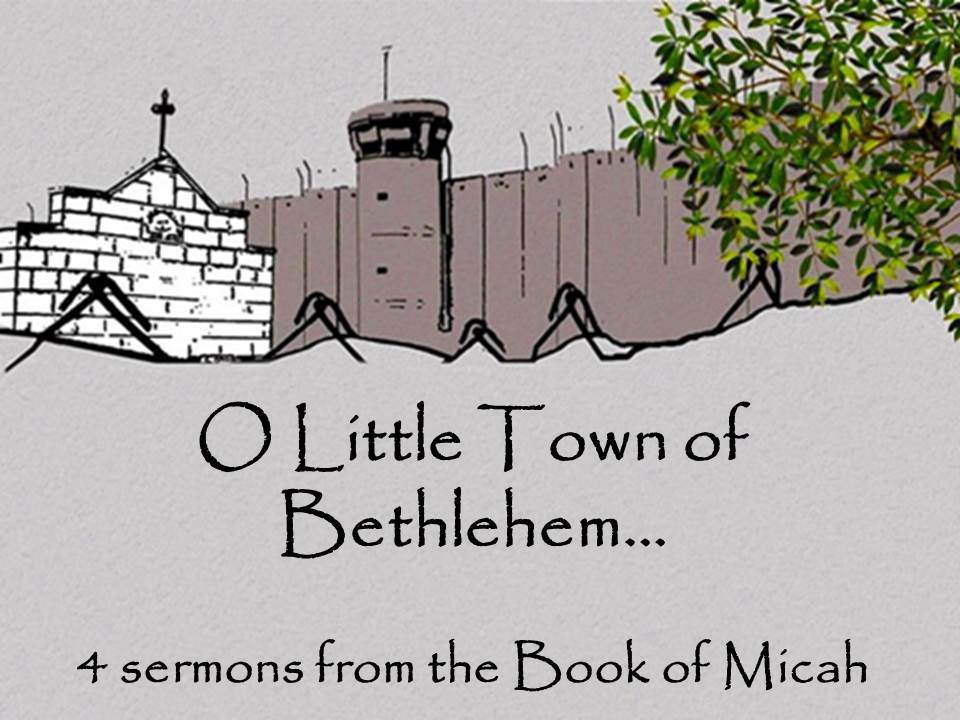 O Little Town of
Bethlehem...
4 sermons from the Book of Micah